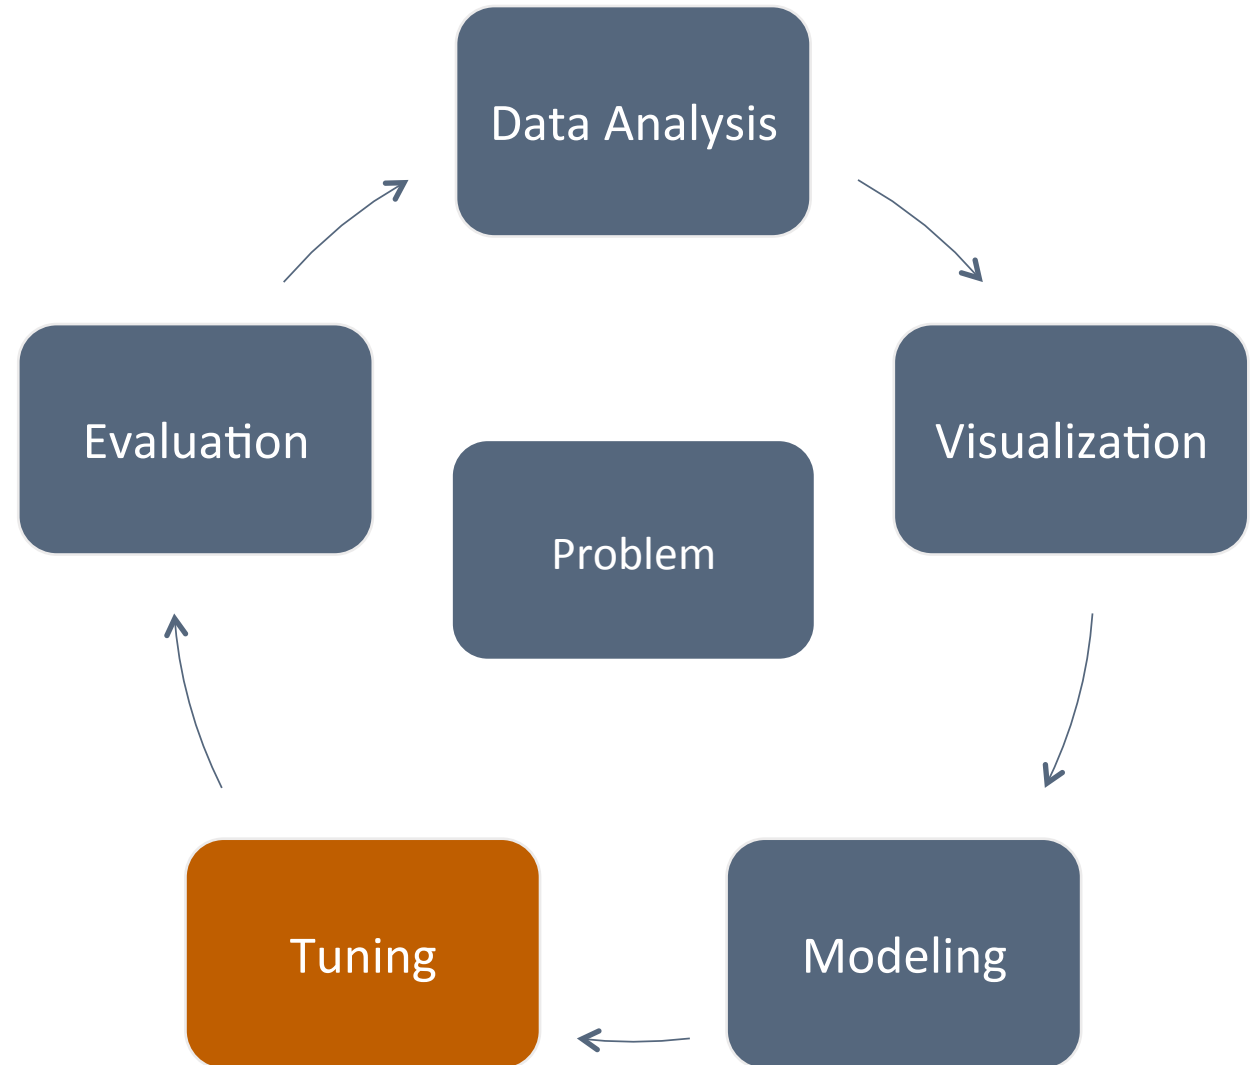 Data Analysis
Evaluation
Visualization
Problem
Tuning
Modeling